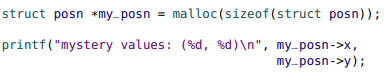 struct posn *my_posn = malloc(sizeof(struct posn));
printf("mystery values: (%d, %d)\n", my_posn->x,
my_posn->y);